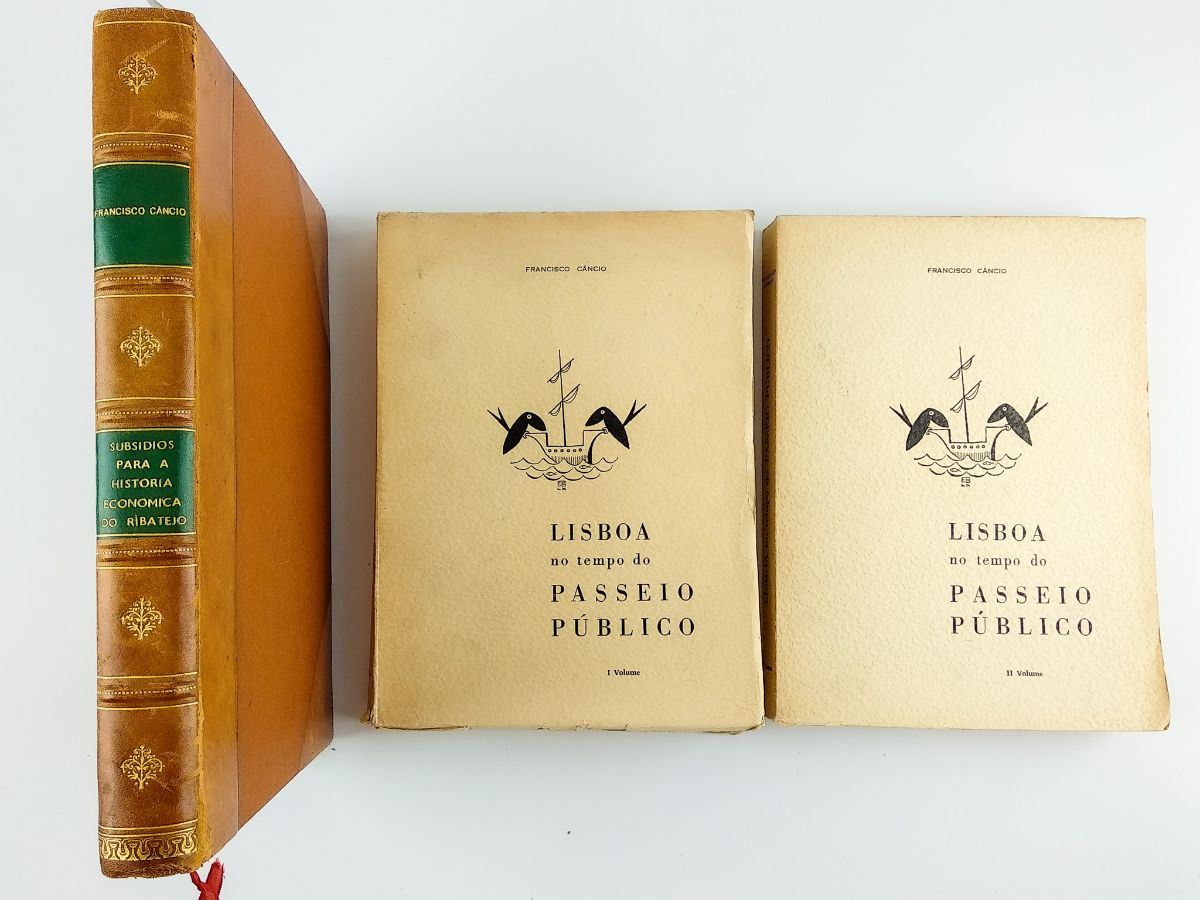 FRANCISCO CÂNCIO
SUBSIDIOS
PARA A
HISTORIA
ECONOMICA
DO RIBATEJO
FRANCISCO CÂNCIO
LISBOA
no tempo do
PASSEIO
PÚBLICO
I Volume
FRANCISCO CÂNCIO
LISBOA
no tempo do
PASSEIO
PÚBLICO
II Volume